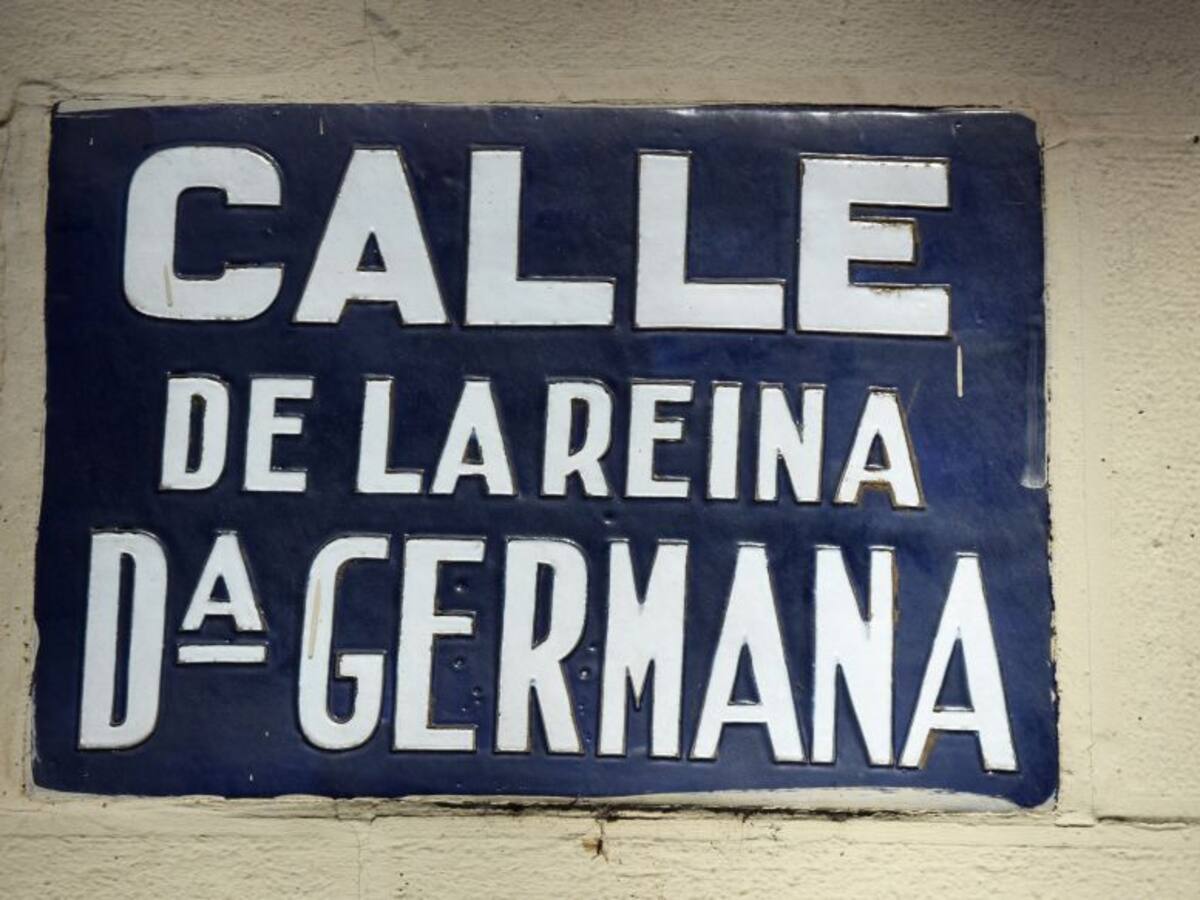 CALLE
DE LA REINA
Dª GERMANA